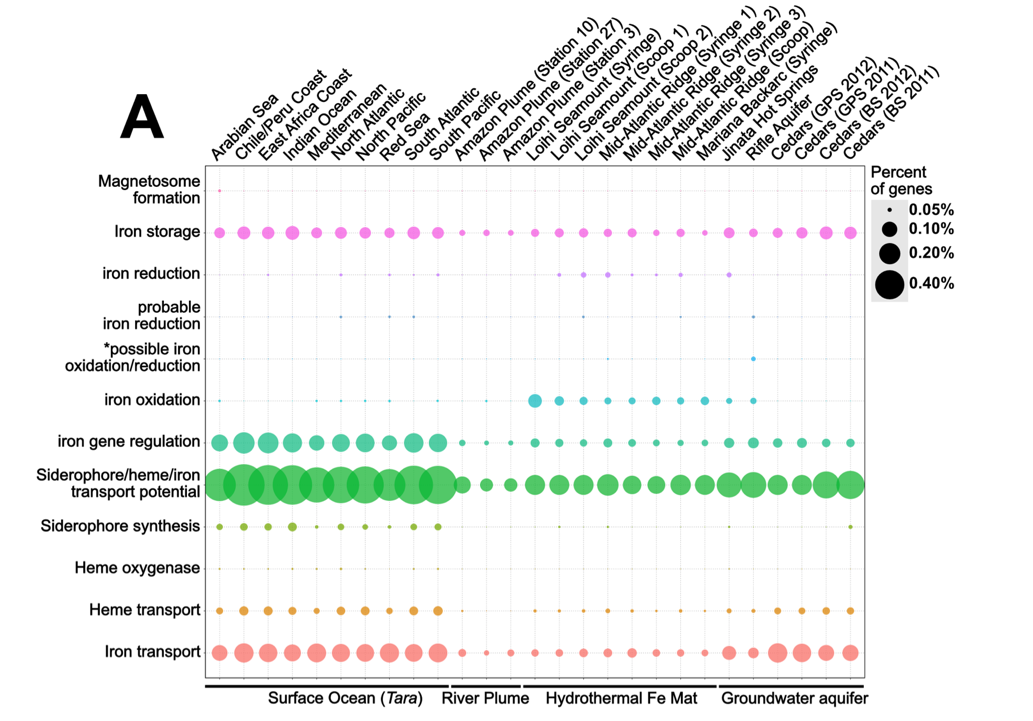 A
Arabian Sea
Chile/Peru Coast
East Africa Coast
Indian Ocean
Mediterranean
North Atlantic
North Pacific
Red Sea
South Atlantic
South Pacific
Amazon Plume (Station 10)
Amazon Plume (Station 27)
Amazon Plume (Station 3)
Loihi Seamount (Syringe)
Loihi Seamount (Scoop 1)
Loihi Seamount (Scoop 2)
Mid-Atlantic Ridge (Syringe 1)
Mid-Atlantic Ridge (Syringe 2)
Mid-Atlantic Ridge (Syringe 3)
Mid-Atlantic Ridge (Scoop)
Mariana Backarc (Syringe)
Jinata Hot Springs
Rifle Aquifer
Cedars (GPS 2012)
Cedars (GPS 2011)
Cedars (BS 2012)
Cedars (BS 2011)
Magnetosome
formation
Iron storage
iron reduction
probable
iron reduction
*possible iron
oxidation/reduction
iron oxidation
iron gene regulation
Siderophore/heme/iron
transport potential
Siderophore synthesis
Heme oxygenase
Heme transport
Iron transport
Percent
of genes
0.05%
0.10%
0.20%
0.40%
Surface Ocean (Tara)
River Plume
Hydrothermal Fe Mat
Groundwater aquifer